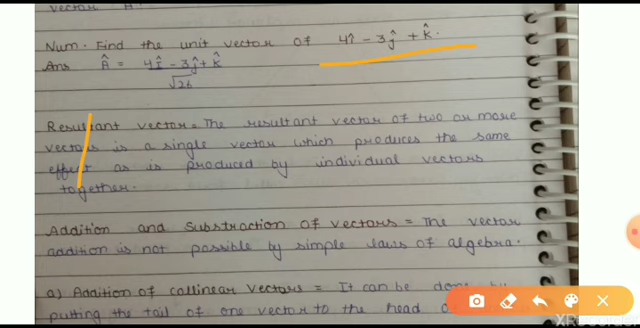 vector A.
Num. Find the unit vector of 4î - 3ĵ + k̂.
Ans Â = 4î - 3ĵ + k̂
√26
Resultant vector = The resultant vector of two or more
vectors is a single vector which produces the same
effect as is produced by individual vectors
together.
Addition and Substraction of vectors = The vector
addition is not possible by simple laws of algebra.
a) Addition of collinear vectors = It can be done by
putting the tail of one vector to the head